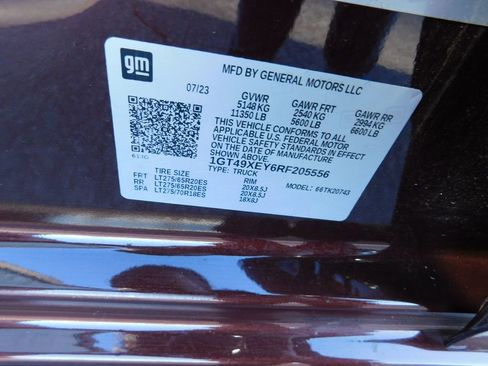 gm
MFD BY GENERAL MOTORS LLC
07/23
GVWR GAWR FRT GAWR RR
5148 KG 2540 KG 2994 KG
11350 LB 5600 LB 6600 LB
THIS VEHICLE CONFORMS TO ALL
APPLICABLE U.S. FEDERAL MOTOR
VEHICLE SAFETY STANDARDS IN EFFECT
ON THE DATE OF MANUFACTURE SHOWN ABOVE.
1GT49XEY6RF205556
TYPE: TRUCK
MODEL: 66TK20743
TIRE SIZE RIM
FRT LT275/65R20ES 20X8.5J
RR LT275/65R20ES 20X8.5J
SPA LT275/70R18ES 18X8J